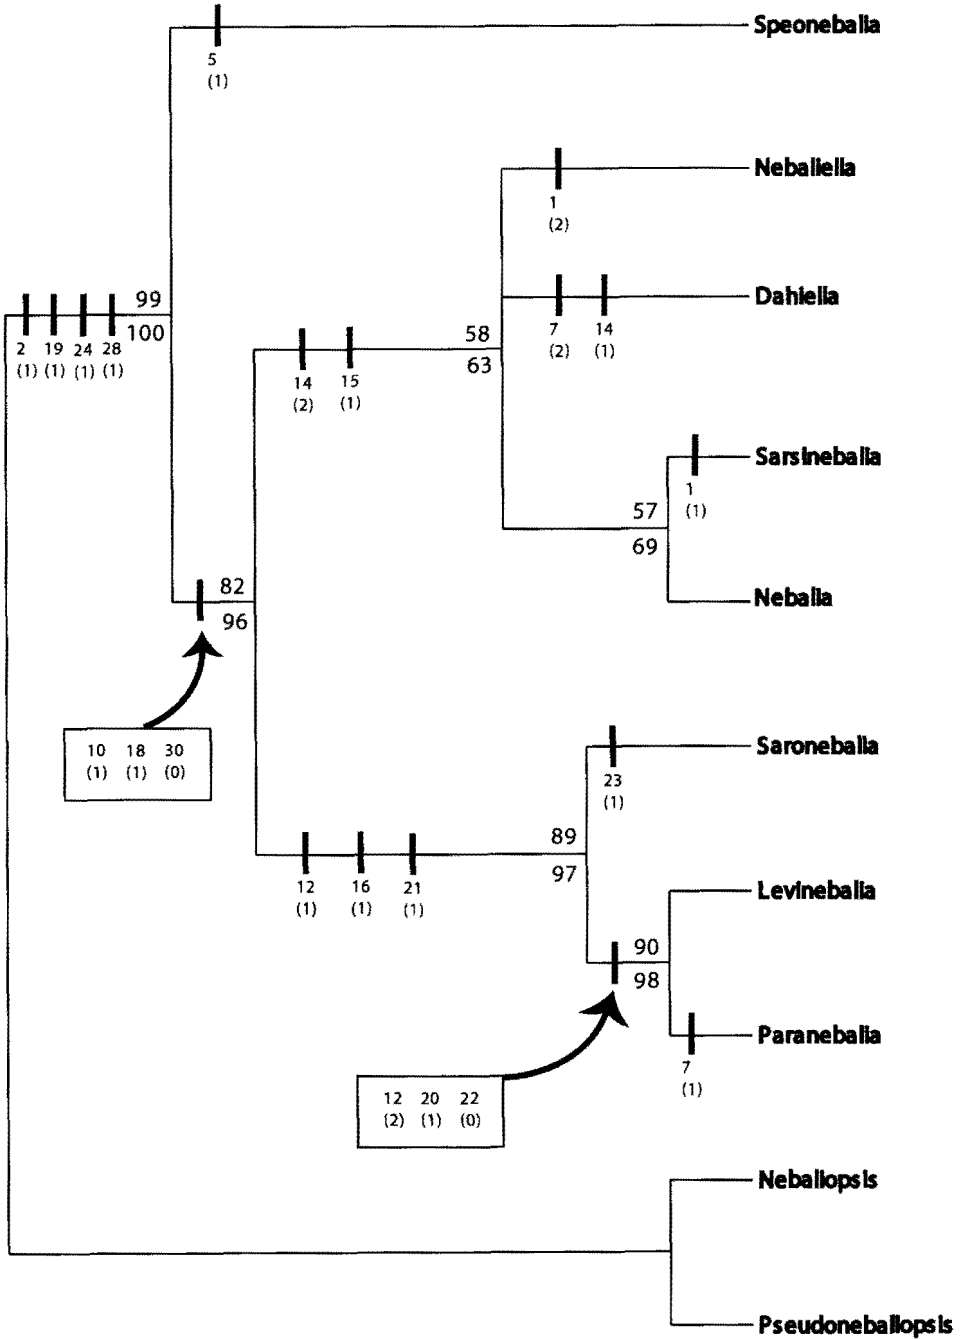 Speonebalia
5
(1)
Nebaliella
1
(2)
Dahlella
7 14
(2) (1)
99
100
2 19 24 28
(1) (1) (1) (1)
58
63
14 15
(2) (1)
Sarsinebalia
1
(1)
57
69
Nebalia
82
96
10 18 30
(1) (1) (0)
Saronebalia
23
(1)
89
97
12 16 21
(1) (1) (1)
Levinebalia
90
98
Paranebalia
7
(1)
12 20 22
(2) (1) (0)
Nebaliopsis
Pseudonebaliopsis